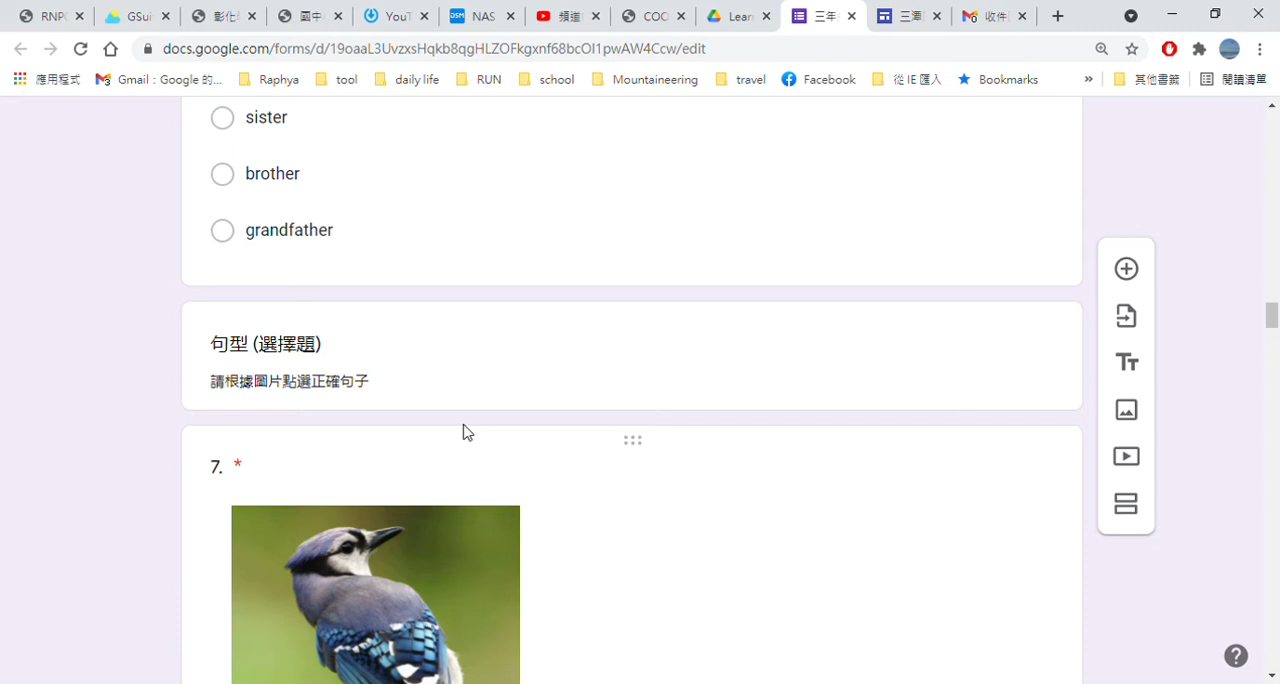 RNPC
GSui
彰化
國中
YouT
NAS
頻道
COC
Lear
三年
三潭
收件
docs.google.com/forms/d/19oaaL3UvzxsHqkb8qgHLZOFkgxnf68bcOI1pwAW4Ccw/edit
應用程式
Gmail：Google 的...
Raphya
tool
daily life
RUN
school
Mountaineering
travel
Facebook
從 IE 匯入
Bookmarks
»
其他書籤
閱讀清單
sister
brother
grandfather
句型 (選擇題)
請根據圖片點選正確句子
7. *